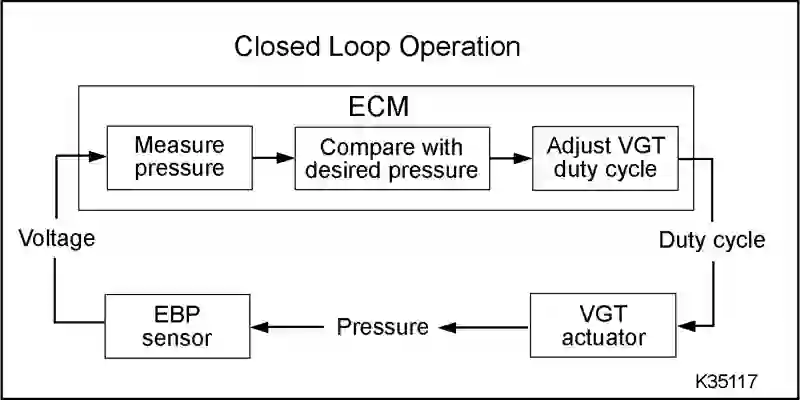 Closed Loop Operation
ECM
Measure
pressure
Compare with
desired pressure
Adjust VGT
duty cycle
Voltage
Duty cycle
EBP
sensor
Pressure
VGT
actuator
K35117